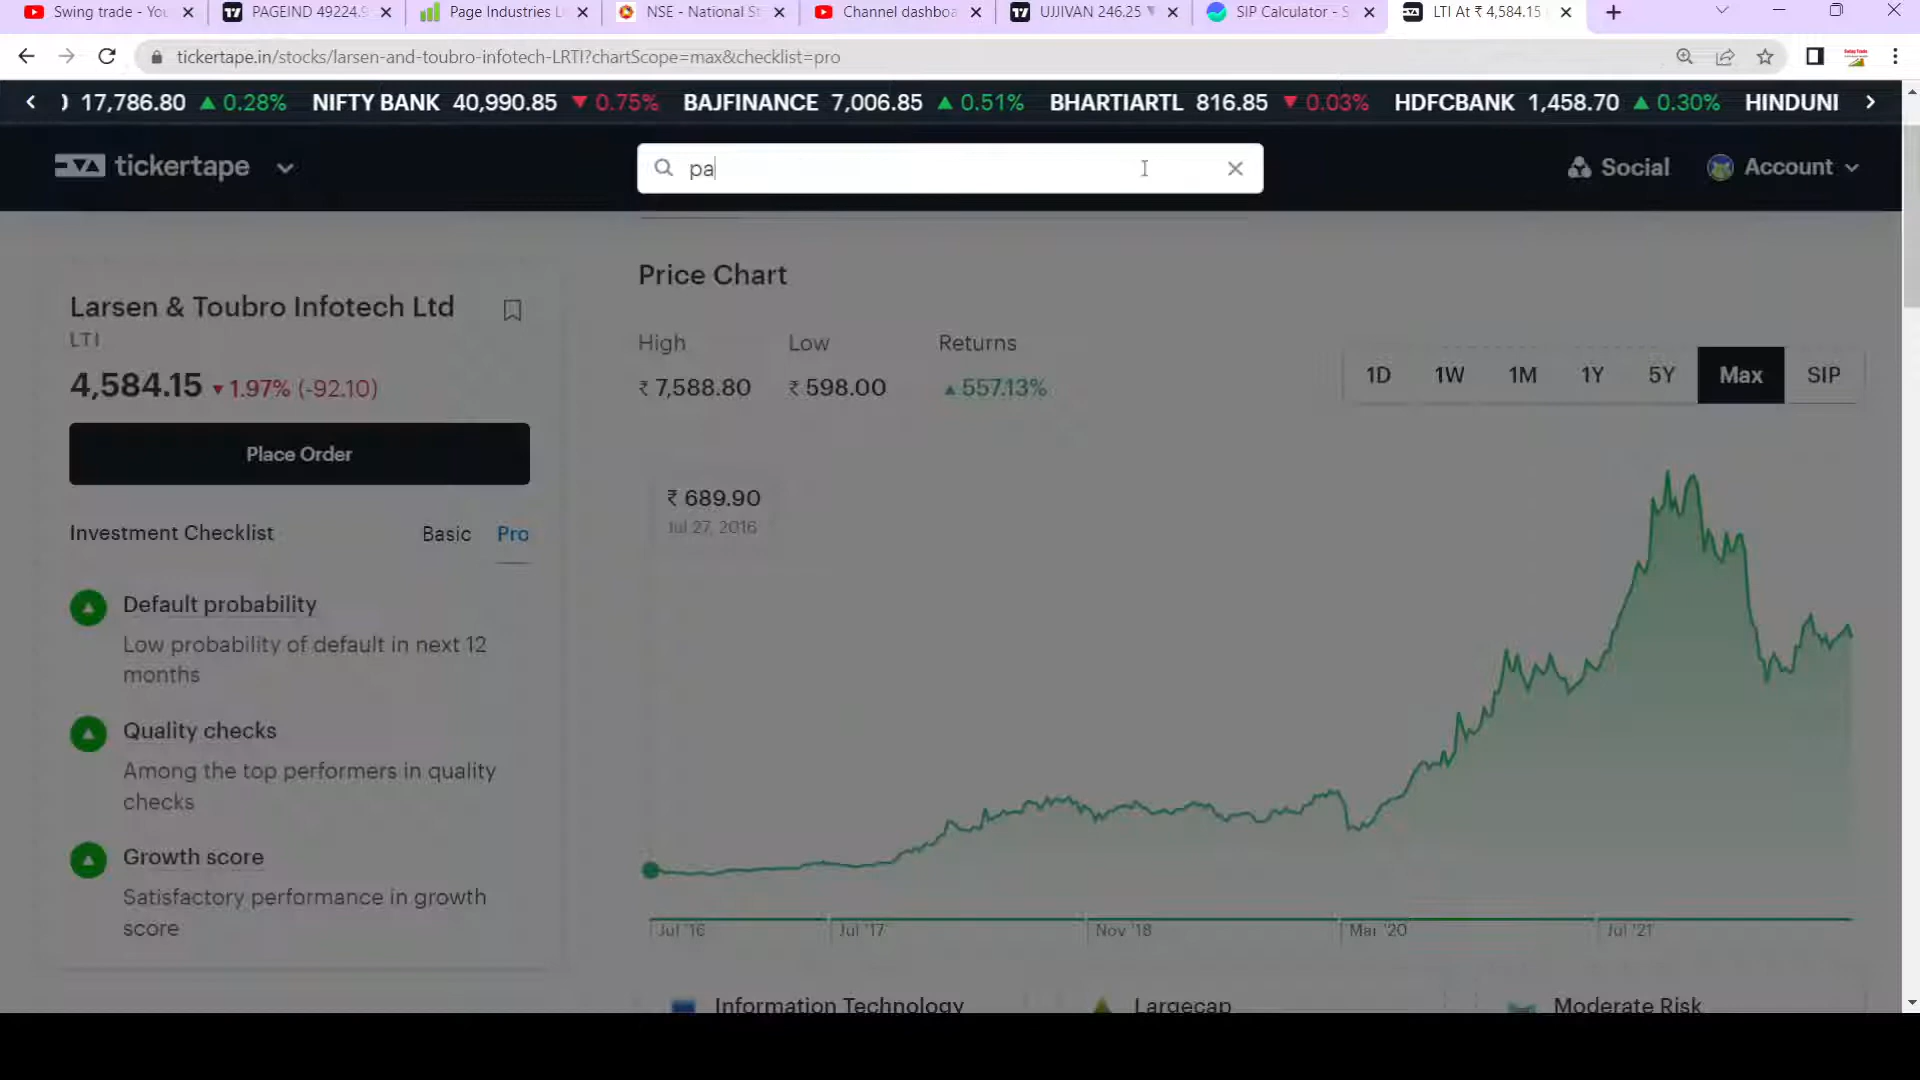 Swing trade - You
PAGEIND 49224.9
Page Industries L
NSE - National St
Channel dashboa
UJJIVAN 246.25 ▼
SIP Calculator - S
LTI At ₹ 4,584.15
tickertape.in/stocks/larsen-and-toubro-infotech-LRTI?chartScope=max&checklist=pro
) 17,786.80 ▲ 0.28% NIFTY BANK 40,990.85 ▼ 0.75% BAJFINANCE 7,006.85 ▲ 0.51% BHARTIARTL 816.85 ▼ 0.03% HDFCBANK 1,458.70 ▲ 0.30% HINDUNI
tickertape
pa
Social
Account
Larsen & Toubro Infotech Ltd
LTI
4,584.15 ▼ 1.97% (-92.10)
Place Order
Investment Checklist Basic Pro
Default probability
Low probability of default in next 12
months
Quality checks
Among the top performers in quality
checks
Growth score
Satisfactory performance in growth
score
Price Chart
High Low Returns
₹ 7,588.80 ₹ 598.00 ▲ 557.13%
1D 1W 1M 1Y 5Y Max SIP
₹ 689.90
Jul 27, 2016
Jul '16 Jul '17 Nov '18 Mar '20 Jul '21
Information Technology Largecap Moderate Risk